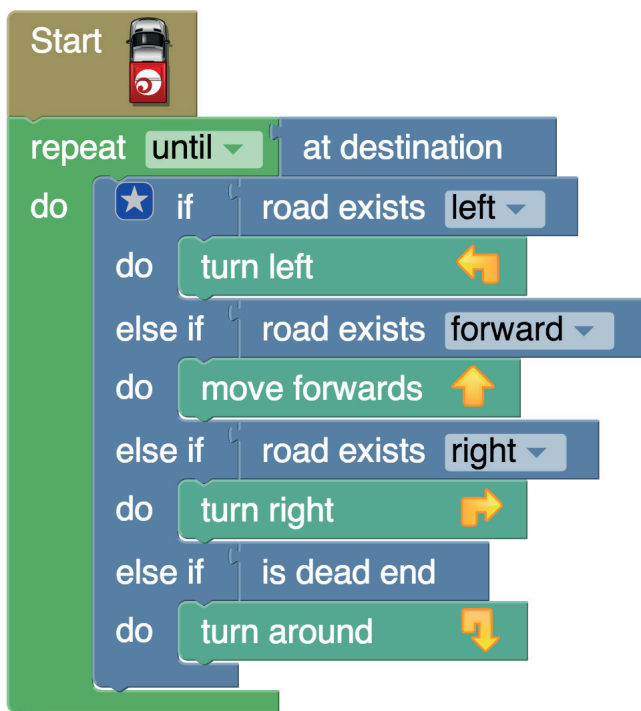 Start
repeat until at destination
do if road exists left
do turn left
else if road exists forward
do move forwards
else if road exists right
do turn right
else if is dead end
do turn around